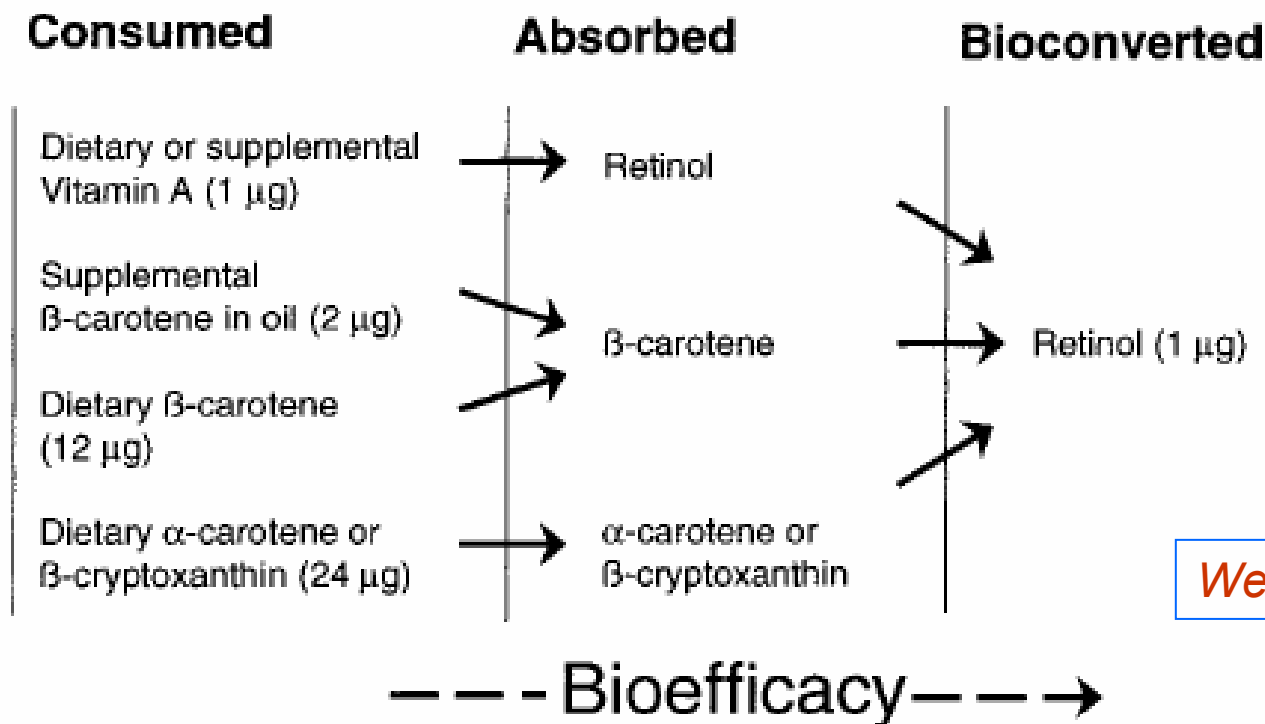 Consumed
Absorbed
Bioconverted
Dietary or supplemental
Vitamin A (1 μg)
Retinol
Supplemental
ß-carotene in oil (2 μg)
ß-carotene
Retinol (1 μg)
Dietary ß-carotene
(12 μg)
Dietary α-carotene or
ß-cryptoxanthin (24 μg)
α-carotene or
ß-cryptoxanthin
We
Bioefficacy